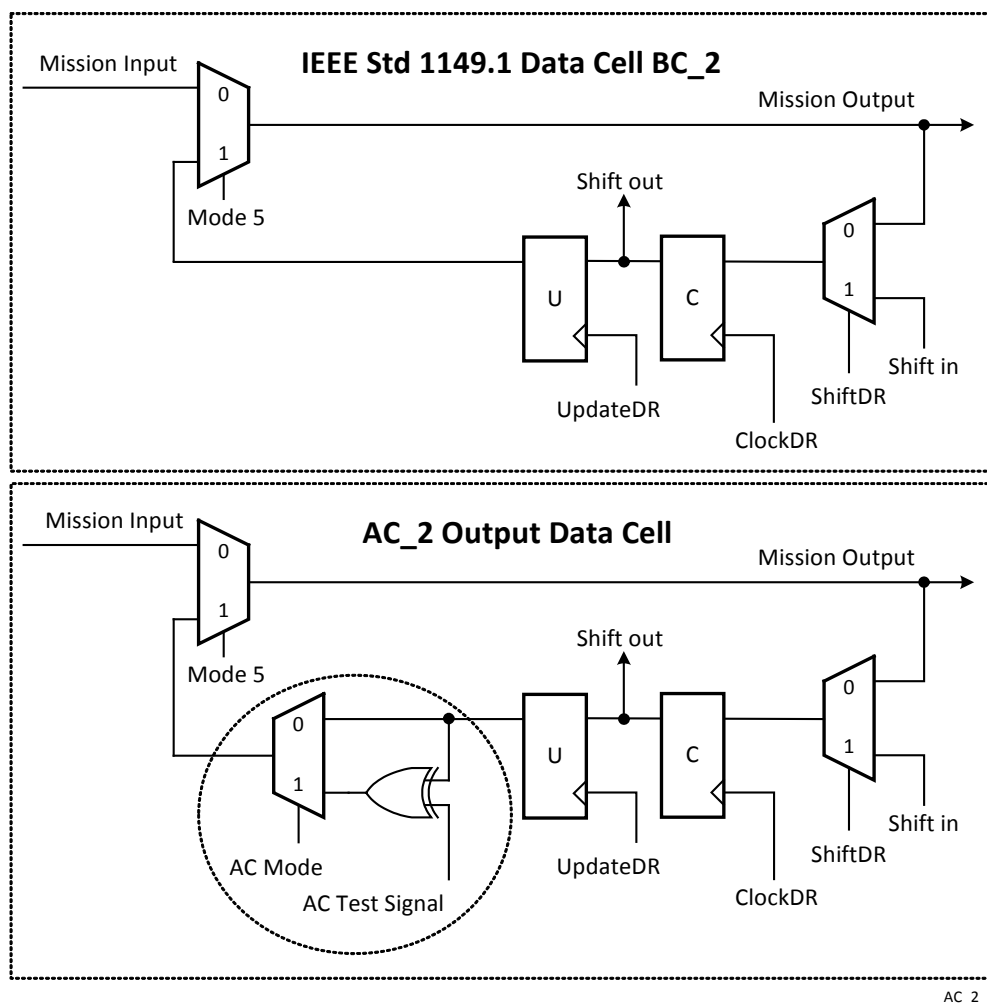 IEEE Std 1149.1 Data Cell BC_2
Mission Input
0
1
Mode 5
Mission Output
Shift out
U
C
0
1
Shift in
UpdateDR
ShiftDR
ClockDR
AC_2 Output Data Cell
Mission Input
0
1
Mode 5
Mission Output
Shift out
0
1
U
C
0
1
Shift in
AC Mode
AC Test Signal
UpdateDR
ShiftDR
ClockDR
AC_2